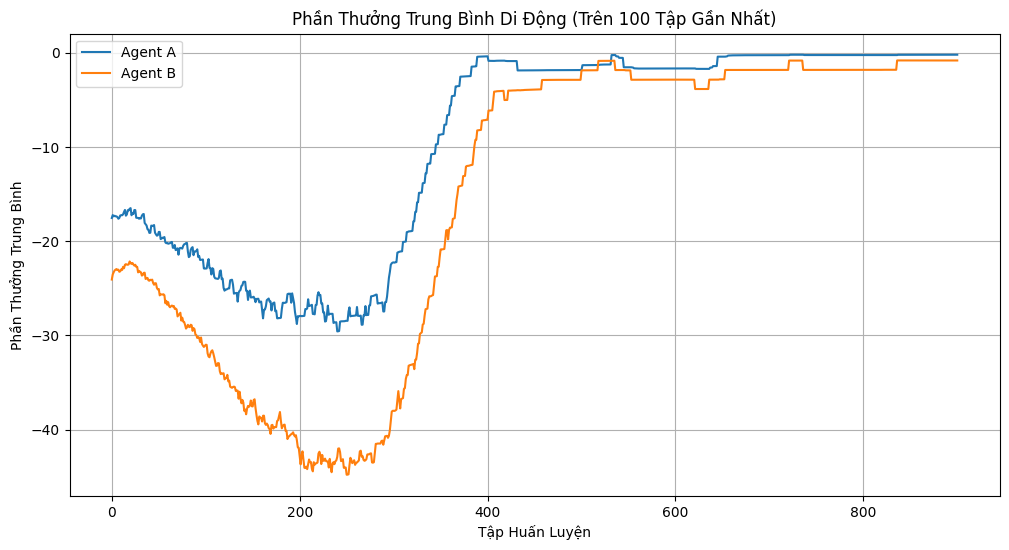 Phần Thưởng Trung Bình Di Động (Trên 100 Tập Gần Nhất)
Agent A
Agent B
Phần Thưởng Trung Bình
0
−10
−20
−30
−40
0 200 400 600 800
Tập Huấn Luyện